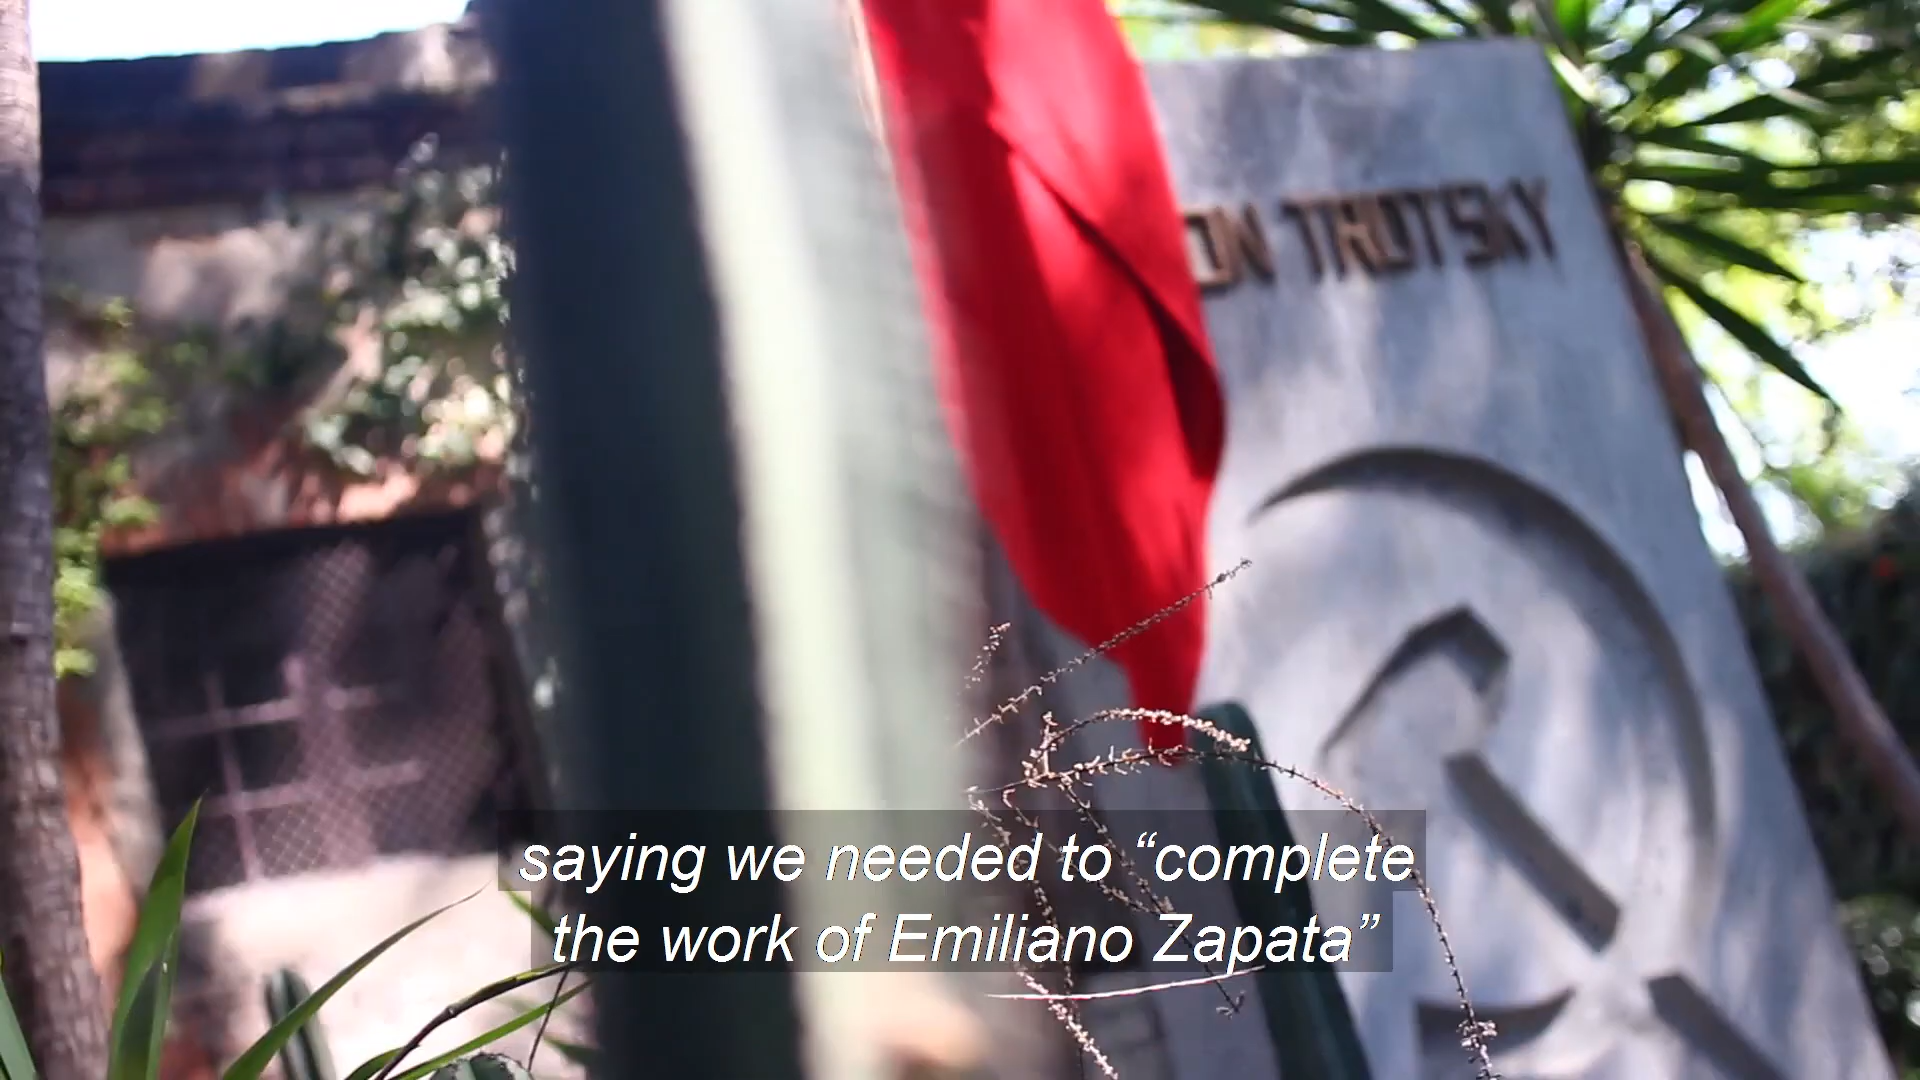 ON TROTSKY
saying we needed to “complete
the work of Emiliano Zapata”